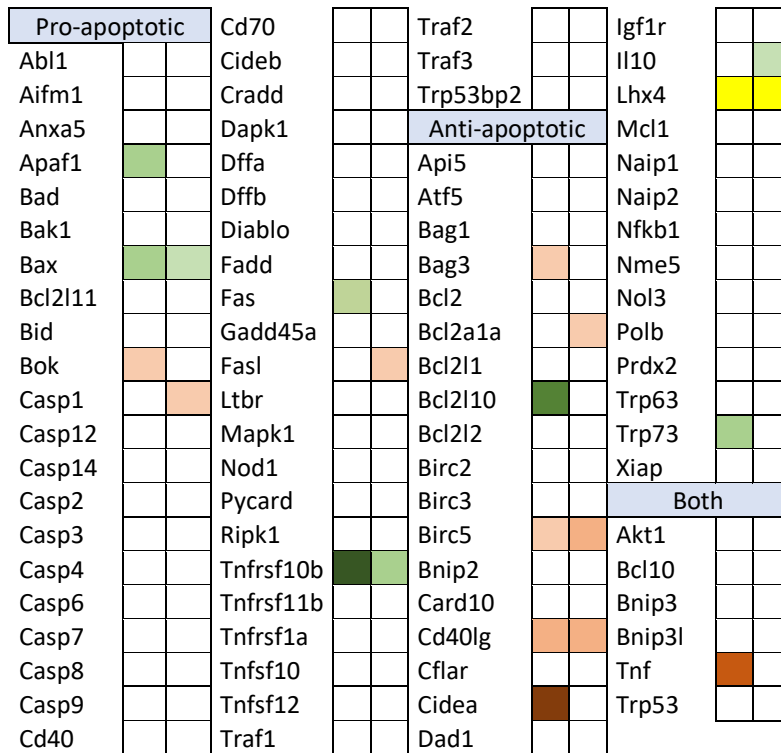 Pro-apoptotic
Abl1
Aifm1
Anxa5
Apaf1
Bad
Bak1
Bax
Bcl2l11
Bid
Bok
Casp1
Casp12
Casp14
Casp2
Casp3
Casp4
Casp6
Casp7
Casp8
Casp9
Cd40
Cd70
Cideb
Cradd
Dapk1
Dffa
Dffb
Diablo
Fadd
Fas
Gadd45a
Fasl
Ltbr
Mapk1
Nod1
Pycard
Ripk1
Tnfrsf10b
Tnfrsf11b
Tnfrsf1a
Tnfsf10
Tnfsf12
Traf1
Traf2
Traf3
Trp53bp2
Anti-apoptotic
Api5
Atf5
Bag1
Bag3
Bcl2
Bcl2a1a
Bcl2l1
Bcl2l10
Bcl2l2
Birc2
Birc3
Birc5
Bnip2
Card10
Cd40lg
Cflar
Cidea
Dad1
Igf1r
Il10
Lhx4
Mcl1
Naip1
Naip2
Nfkb1
Nme5
Nol3
Polb
Prdx2
Trp63
Trp73
Xiap
Both
Akt1
Bcl10
Bnip3
Bnip3l
Tnf
Trp53